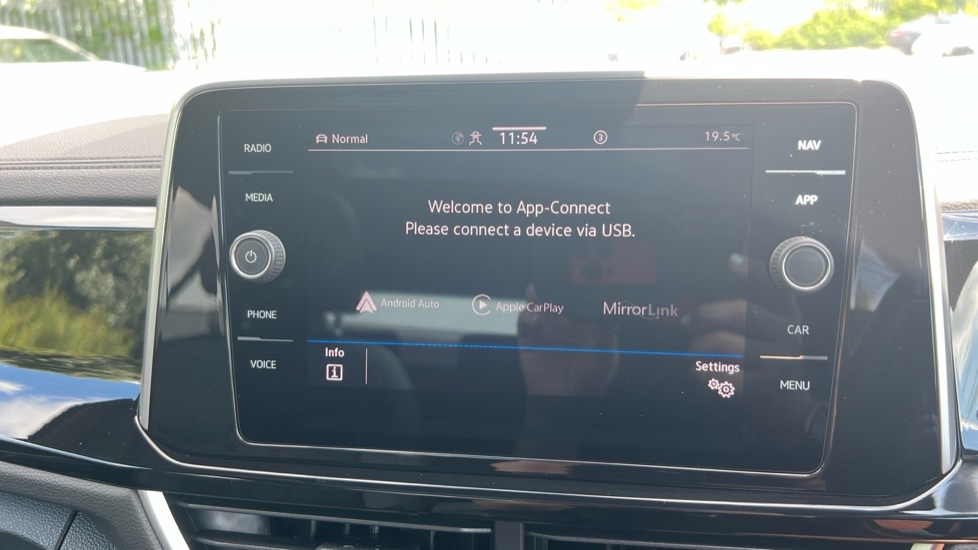 RADIO
MEDIA
PHONE
VOICE
Normal
11:54
3
19.5°C
Welcome to App-Connect
Please connect a device via USB.
Android Auto
Apple CarPlay
MirrorLink
Info
Settings
NAV
APP
CAR
MENU